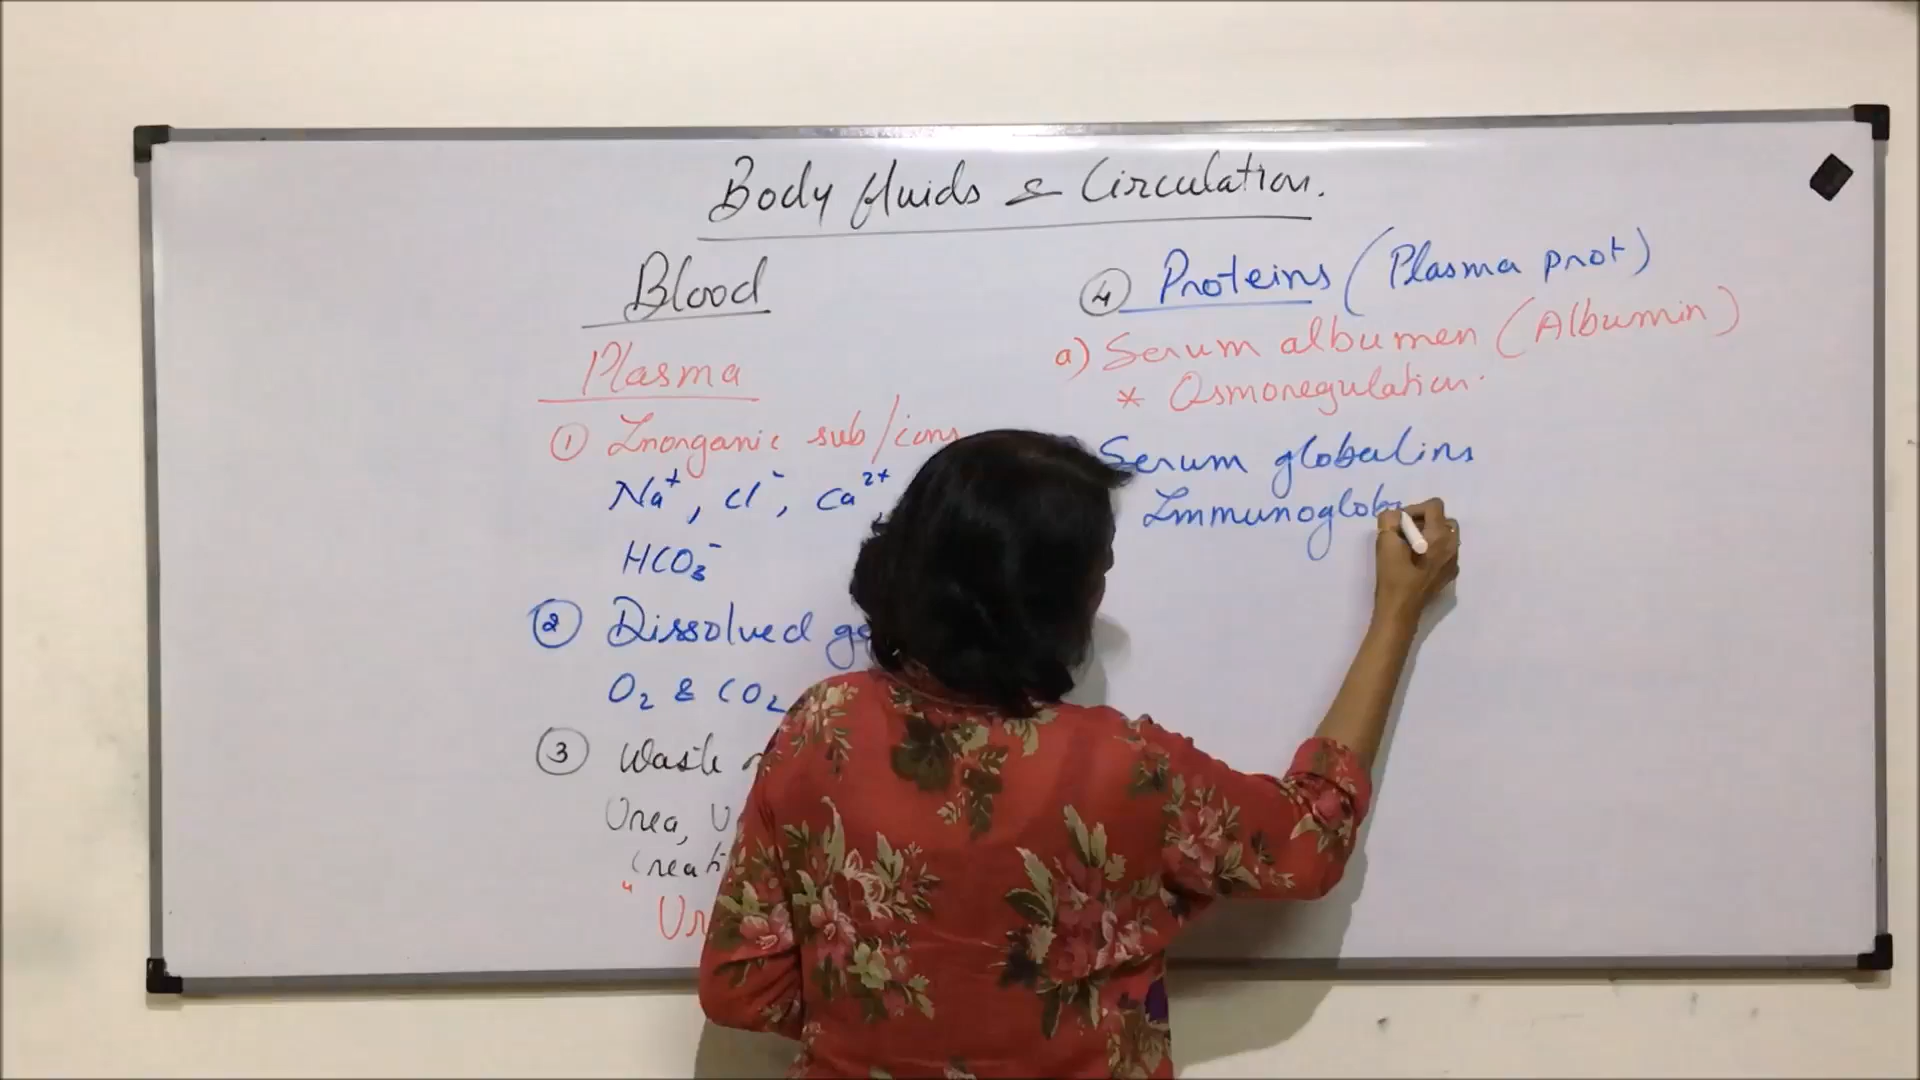 Body fluids & Circulation.
Blood
Plasma
① Inorganic sub/ions
Na⁺, Cl⁻, Ca²⁺,
HCO₃⁻
② Dissolved
O₂ & CO₂
③ Waste
Urea,
④ Proteins (Plasma prot)
a) Serum albumen (Albumin)
* Osmoregulation.
Serum globulins
Immunoglob